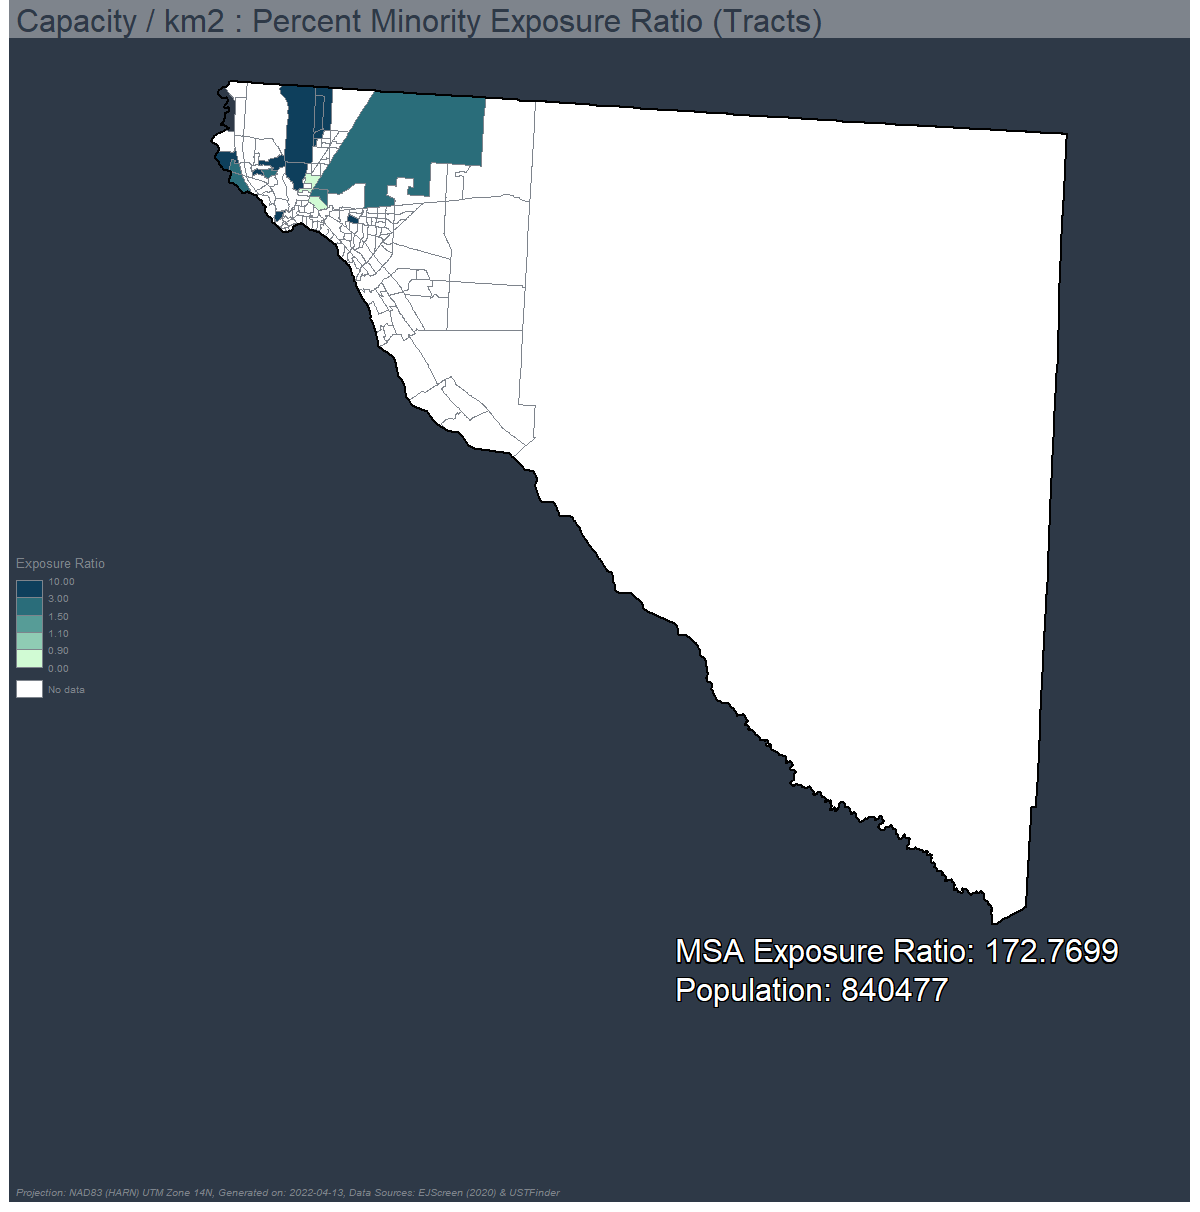 Capacity / km2 : Percent Minority Exposure Ratio (Tracts)
Exposure Ratio
10.00
3.00
1.50
1.10
0.90
0.00
No data
MSA Exposure Ratio: 172.7699
Population: 840477
Projection: NAD83 (HARN) UTM Zone 14N, Generated on: 2022-04-13, Data Sources: EJScreen (2020) & USTFinder